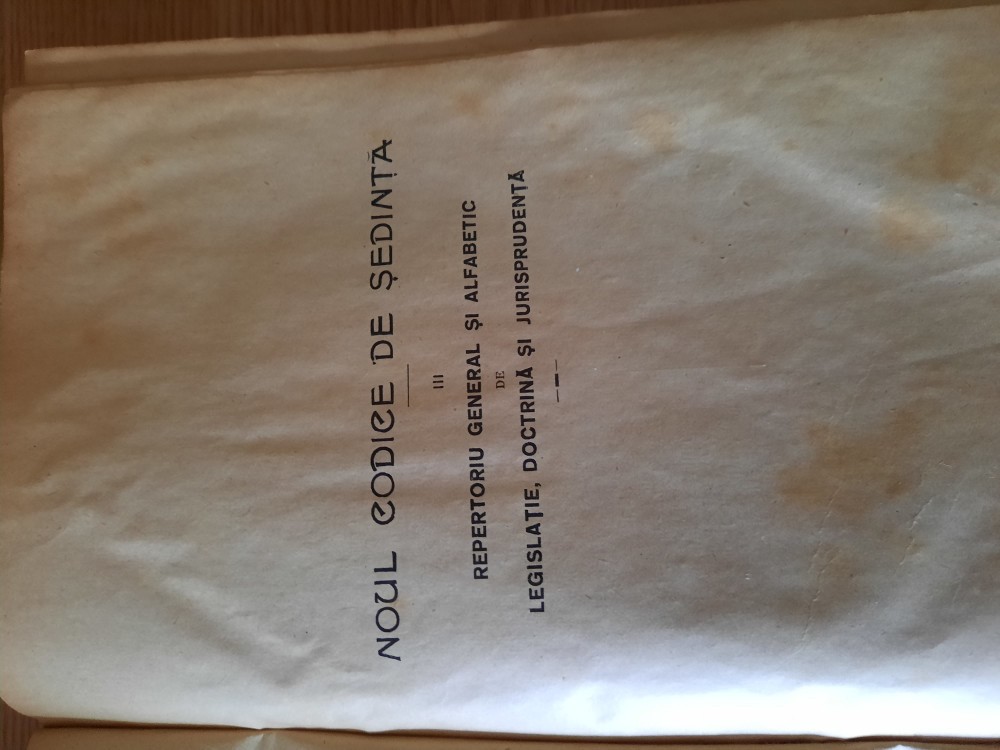 NOUL CODICE DE ȘEDINȚĂ
III
REPERTORIU GENERAL ȘI ALFABETIC
DE
LEGISLAȚIE, DOCTRINĂ ȘI JURISPRUDENȚĂ